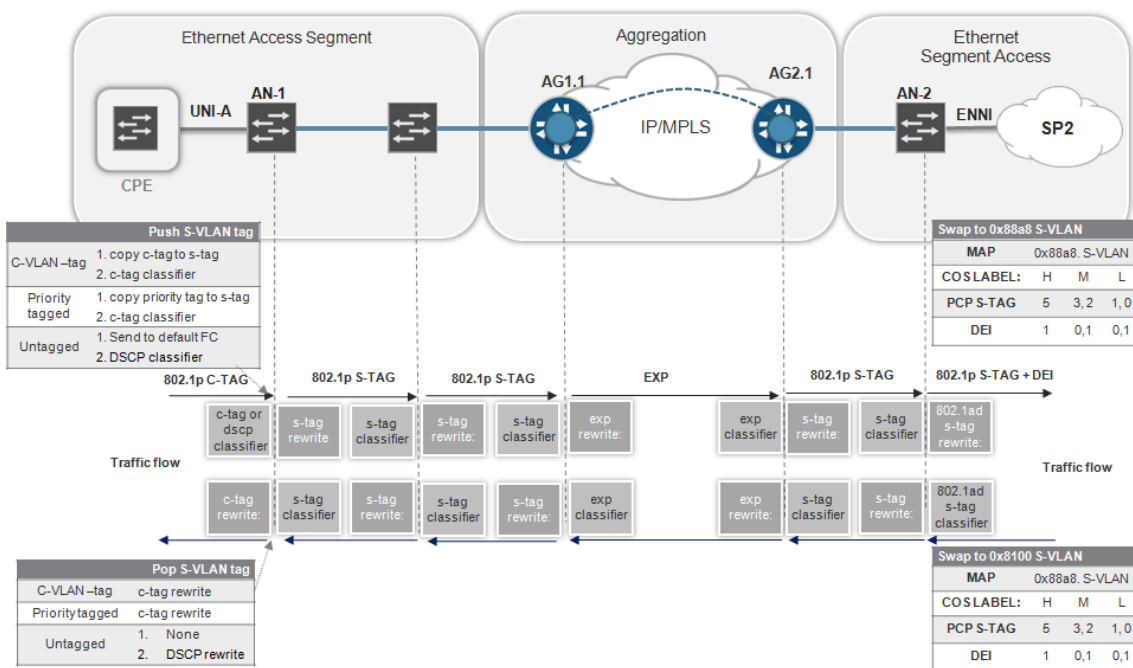 Ethernet Access Segment
Aggregation
Ethernet
Segment Access
AG1.1
AG2.1
AN-1
AN-2
UNI-A
ENNI
IP/MPLS
SP2
CPE
Push S-VLAN tag
C-VLAN –tag
1. copy c-tag to s-tag
2. c-tag classifier
Priority
tagged
1. copy priority tag to s-tag
2. c-tag classifier
Untagged
1. Send to default FC
2. DSCP classifier
Swap to 0x88a8 S-VLAN
MAP 0x88a8. S-VLAN
COS LABEL: H M L
PCP S-TAG 5 3, 2 1, 0
DEI 1 0,1 0,1
802.1p C-TAG
802.1p S-TAG
802.1p S-TAG
EXP
802.1p S-TAG
802.1p S-TAG + DEI
c-tag or
dscp
classifier
s-tag
rewrite
s-tag
classifier
s-tag
rewrite:
s-tag
classifier
exp
rewrite:
exp
classifier
s-tag
rewrite:
s-tag
classifier
802.1ad
s-tag
rewrite:
Traffic flow
Traffic flow
c-tag
rewrite:
s-tag
classifier
s-tag
rewrite:
s-tag
classifier
s-tag
rewrite:
exp
classifier
exp
rewrite:
s-tag
classifier
s-tag
rewrite:
802.1ad
s-tag
classifier
Pop S-VLAN tag
C-VLAN –tag c-tag rewrite
Priority tagged c-tag rewrite
Untagged
1. None
2. DSCP rewrite
Swap to 0x8100 S-VLAN
MAP 0x88a8. S-VLAN
COS LABEL: H M L
PCP S-TAG 5 3, 2 1, 0
DEI 1 0,1 0,1